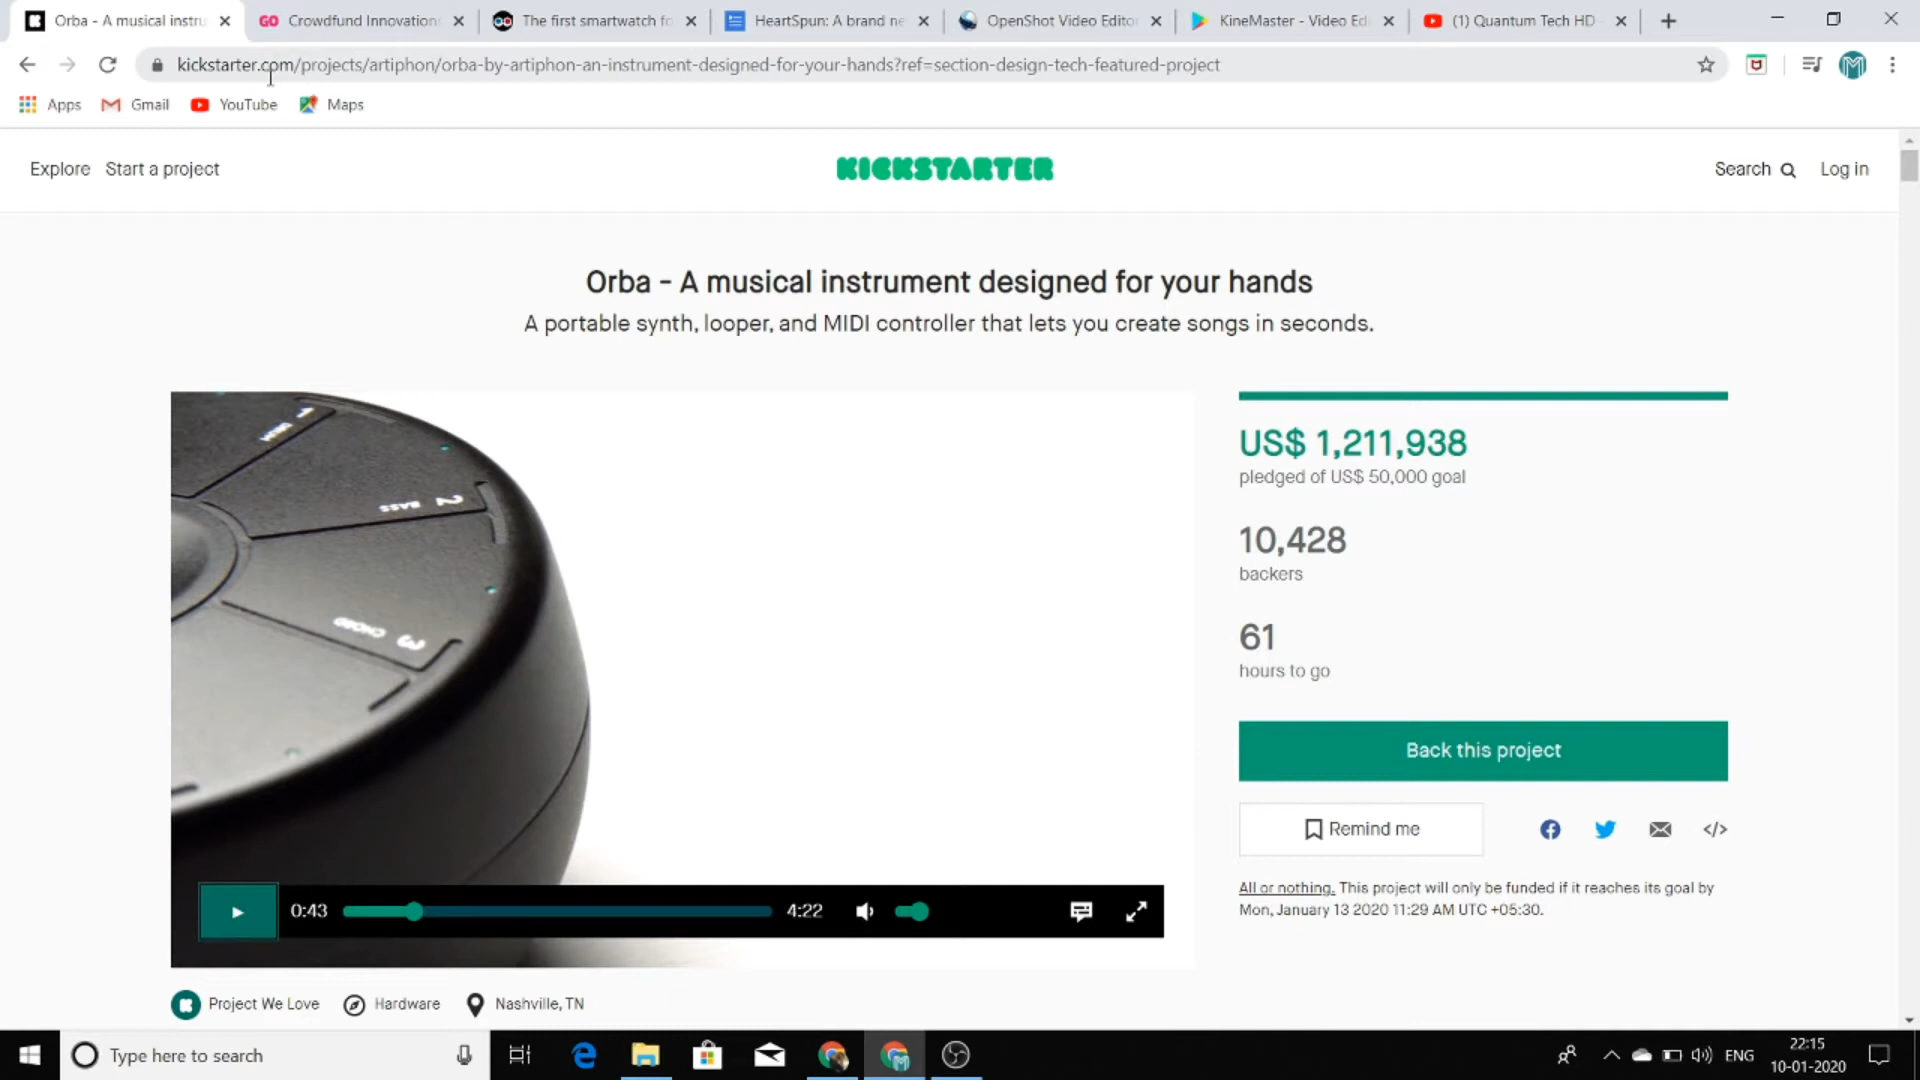 Orba - A musical instru
Crowdfund Innovations
The first smartwatch fo
HeartSpun: A brand ne
OpenShot Video Editor
KineMaster - Video Edi
(1) Quantum Tech HD -
kickstarter.com/projects/artiphon/orba-by-artiphon-an-instrument-designed-for-your-hands?ref=section-design-tech-featured-project
Apps
Gmail
YouTube
Maps
Explore
Start a project
KICKSTARTER
Search
Log in
Orba - A musical instrument designed for your hands
A portable synth, looper, and MIDI controller that lets you create songs in seconds.
1
2 BASS
3 CHORD
US$ 1,211,938
pledged of US$ 50,000 goal
10,428
backers
61
hours to go
Back this project
Remind me
All or nothing. This project will only be funded if it reaches its goal by
Mon, January 13 2020 11:29 AM UTC +05:30.
0:43
4:22
Project We Love
Hardware
Nashville, TN
Type here to search
ENG
22:15
10-01-2020